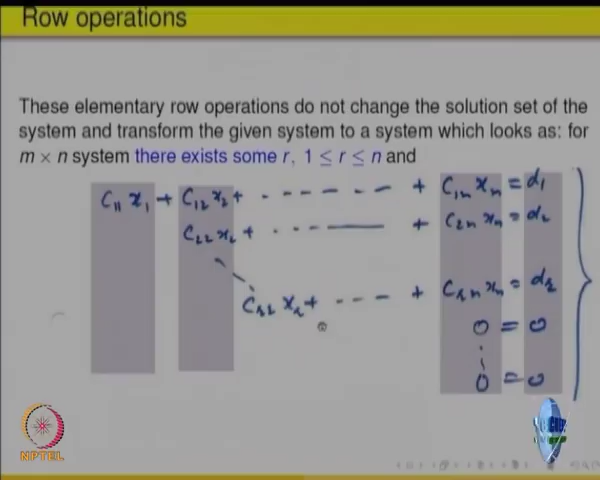 Row operations
These elementary row operations do not change the solution set of the
system and transform the given system to a system which looks as: for
m × n system there exists some r, 1 ≤ r ≤ n and
C₁₁ x₁ + C₁₂ x₂ + - - - - - - + C₁ₙ xₙ = d₁
C₂₂ x₂ + - - - —— + C₂ₙ xₙ = d₂
Cᵣᵣ xᵣ + - - - - + Cᵣₙ xₙ = dᵣ
0 = 0
0 = 0
NPTEL